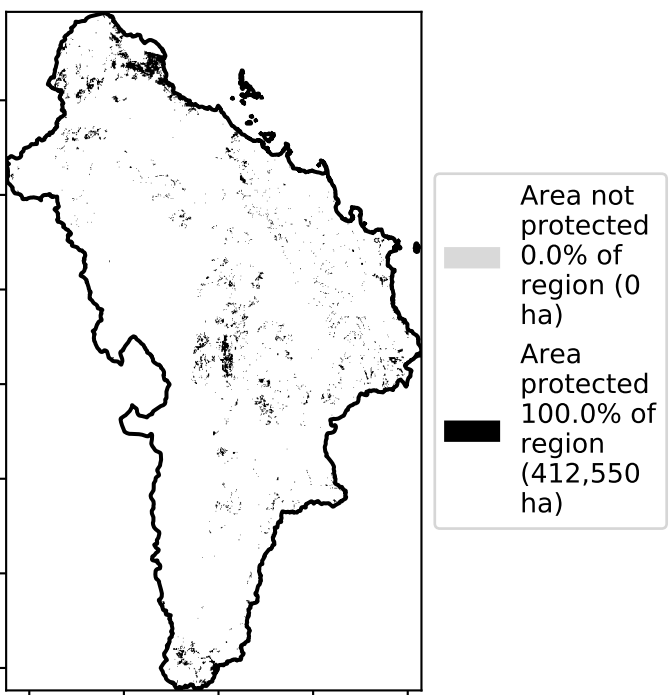 Area not
protected
0.0% of
region (0
ha)
Area
protected
100.0% of
region
(412,550
ha)